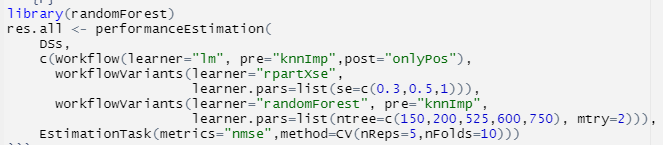 library(randomForest)
res.all <- performanceEstimation(
DSs,
c(Workflow(learner="lm", pre="knnImp",post="onlyPos"),
workflowVariants(learner="rpartXse",
learner.pars=list(se=c(0.3,0.5,1))),
workflowVariants(learner="randomForest", pre="knnImp",
learner.pars=list(ntree=c(150,200,525,600,750), mtry=2))),
EstimationTask(metrics="nmse",method=CV(nReps=5,nFolds=10)))